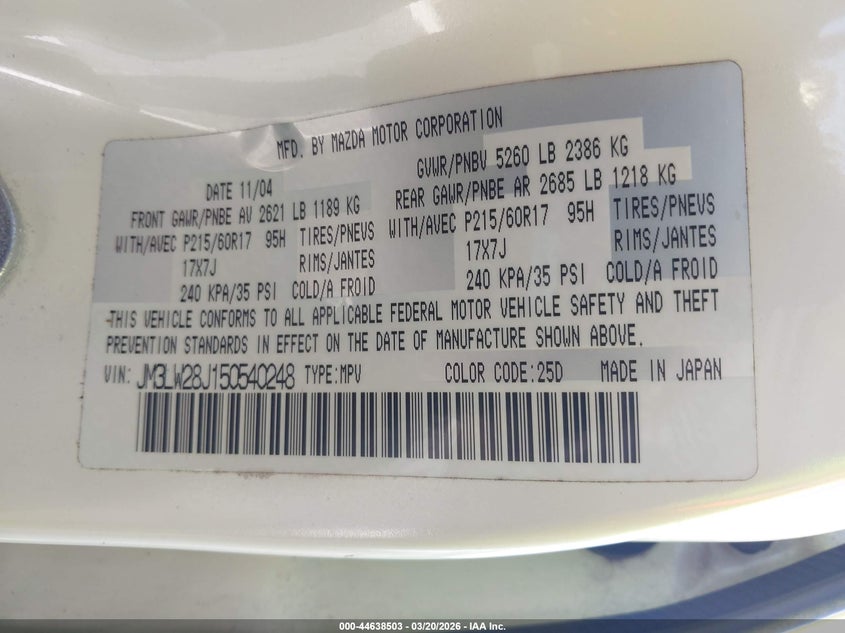 MFD. BY MAZDA MOTOR CORPORATION
DATE 11/04
GVWR/PNBV 5260 LB 2386 KG
FRONT GAWR/PNBE AV 2621 LB 1189 KG
REAR GAWR/PNBE AR 2685 LB 1218 KG
WITH/AVEC P215/60R17 95H TIRES/PNEVS
WITH/AVEC P215/60R17 95H TIRES/PNEVS
17X7J RIMS/JANTES
17X7J RIMS/JANTES
240 KPA/35 PSI COLD/A FROID
240 KPA/35 PSI COLD/A FROID
-THIS VEHICLE CONFORMS TO ALL APPLICABLE FEDERAL MOTOR VEHICLE SAFETY AND THEFT
PREVENTION STANDARDS IN EFFECT ON THE DATE OF MANUFACTURE SHOWN ABOVE.
VIN: JM3LW28J150540248 TYPE:MPV COLOR CODE:25D MADE IN JAPAN
000-44638503 — 03/20/2026 — IAA Inc.